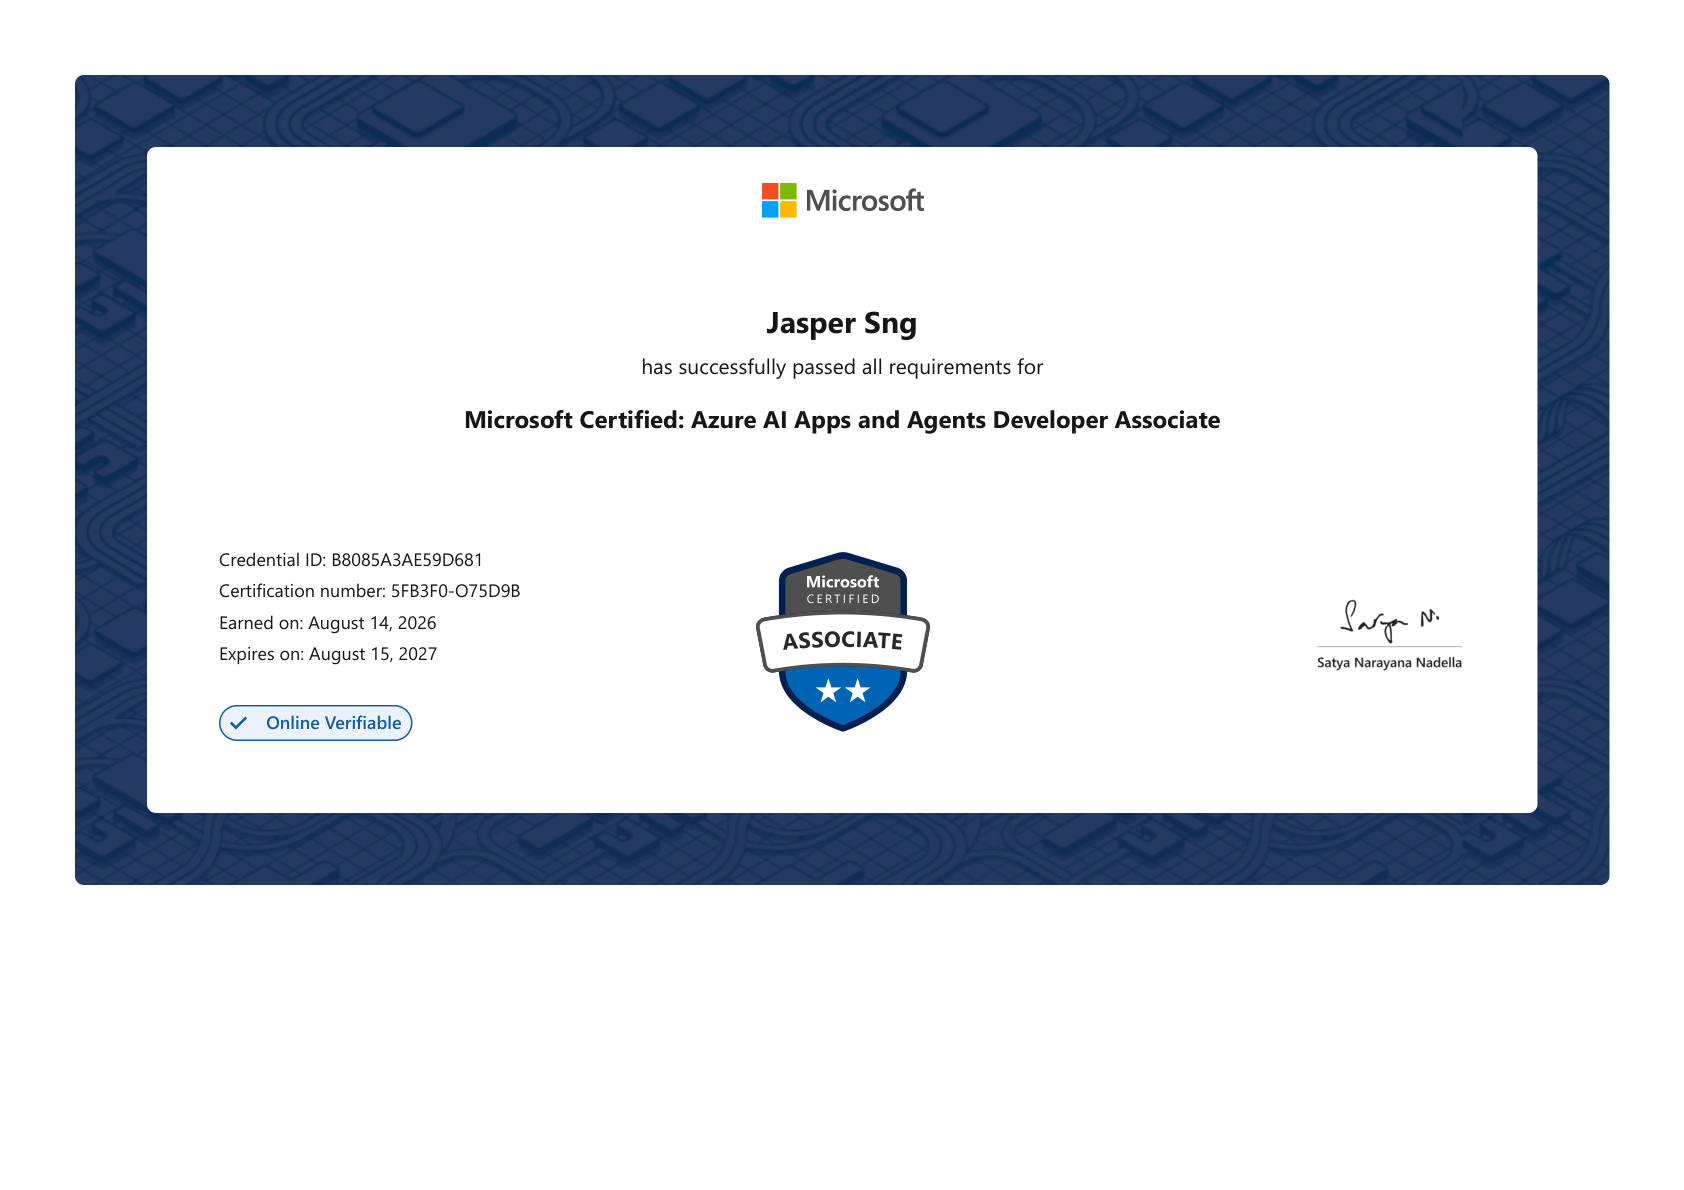 Microsoft
Jasper Sng
has successfully passed all requirements for
Microsoft Certified: Azure AI Apps and Agents Developer Associate
Credential ID: B8085A3AE59D681
Certification number: 5FB3F0-O75D9B
Earned on: August 14, 2026
Expires on: August 15, 2027
Online Verifiable
Microsoft
CERTIFIED
ASSOCIATE
Satya N.
Satya Narayana Nadella